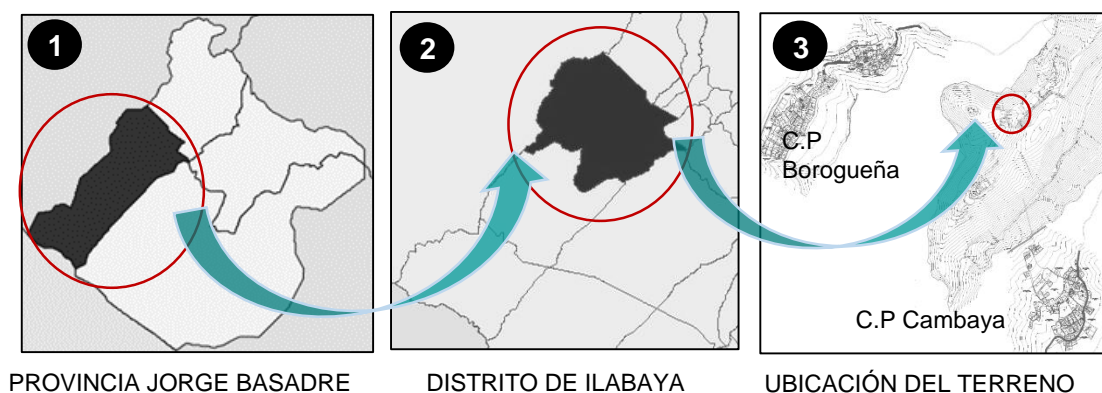 1
2
3
C.P
Borogueña
C.P Cambaya
PROVINCIA JORGE BASADRE
DISTRITO DE ILABAYA
UBICACIÓN DEL TERRENO